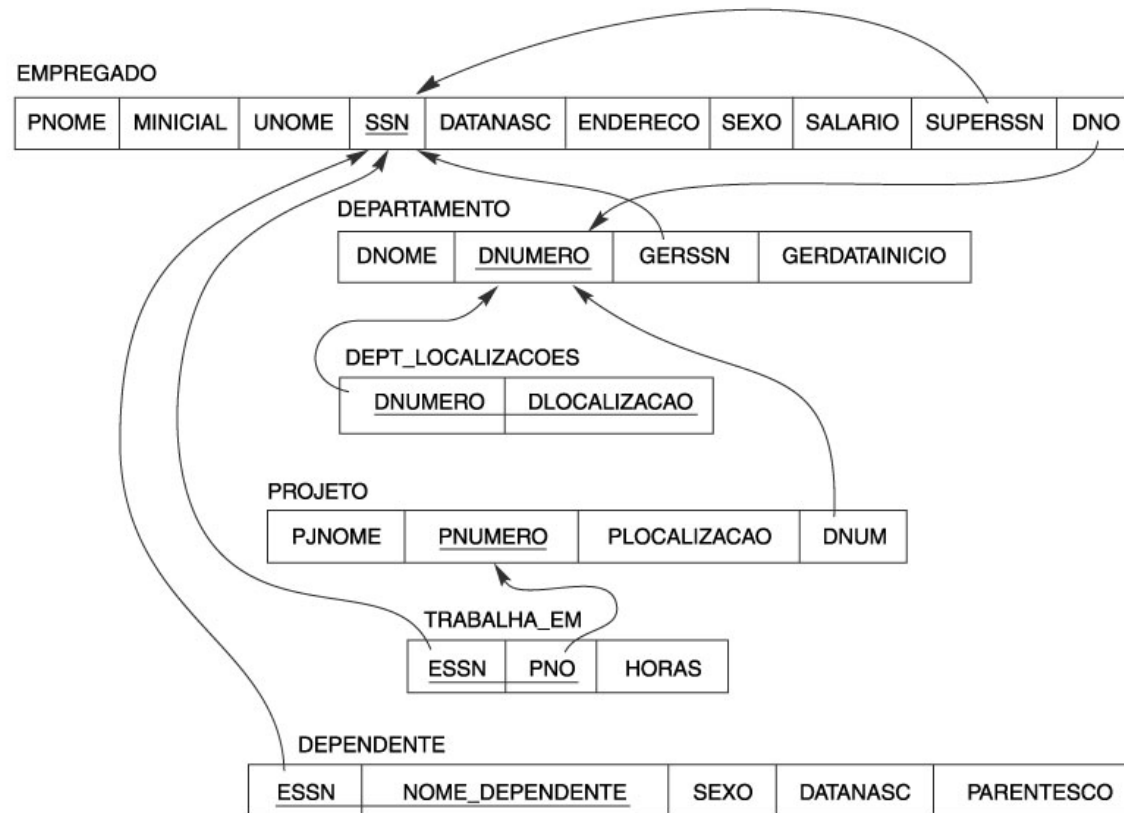 EMPREGADO
PNOME MINICIAL UNOME SSN DATANASC ENDERECO SEXO SALARIO SUPERSSN DNO
DEPARTAMENTO
DNOME DNUMERO GERSSN GERDATAINICIO
DEPT_LOCALIZACOES
DNUMERO DLOCALIZACAO
PROJETO
PJNOME PNUMERO PLOCALIZACAO DNUM
TRABALHA_EM
ESSN PNO HORAS
DEPENDENTE
ESSN NOME_DEPENDENTE SEXO DATANASC PARENTESCO